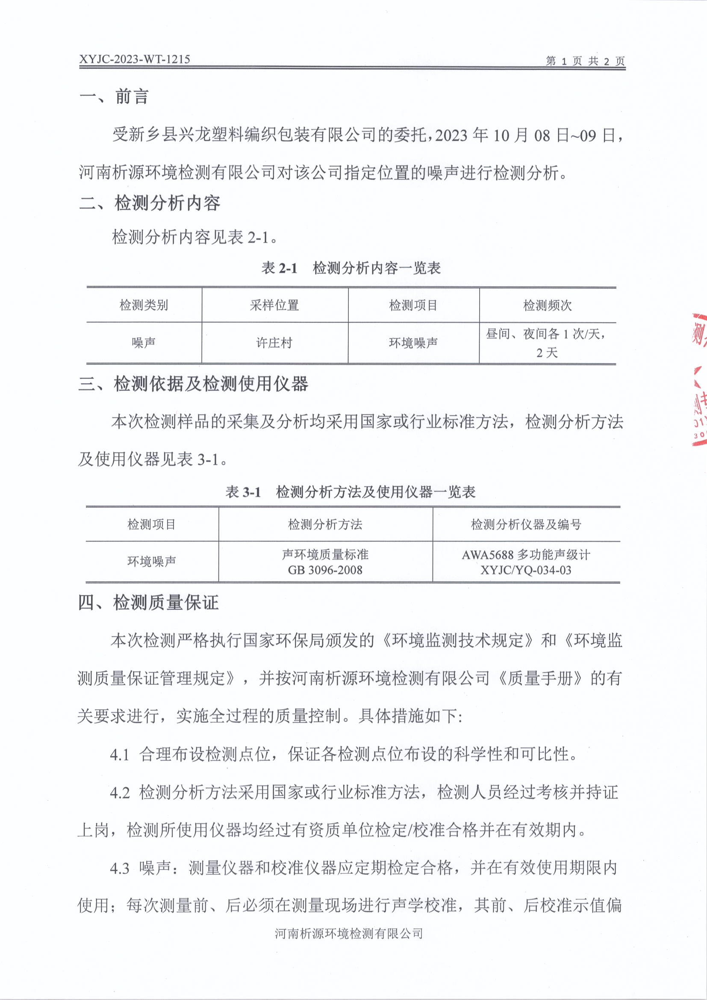 XYJC-2023-WT-1215 第 1 页 共 2 页
一、前言
受新乡县兴龙塑料编织包装有限公司的委托,2023 年 10 月 08 日~09 日，
河南析源环境检测有限公司对该公司指定位置的噪声进行检测分析。
二、检测分析内容
检测分析内容见表 2-1。
表 2-1 检测分析内容一览表
检测类别 采样位置 检测项目 检测频次
噪声 许庄村 环境噪声 昼间、夜间各 1 次/天，
2 天
三、检测依据及检测使用仪器
本次检测样品的采集及分析均采用国家或行业标准方法，检测分析方法
及使用仪器见表 3-1。
表 3-1 检测分析方法及使用仪器一览表
检测项目 检测分析方法 检测分析仪器及编号
环境噪声 声环境质量标准 AWA5688 多功能声级计
GB 3096-2008 XYJC/YQ-034-03
四、检测质量保证
本次检测严格执行国家环保局颁发的《环境监测技术规定》和《环境监
测质量保证管理规定》，并按河南析源环境检测有限公司《质量手册》的有
关要求进行，实施全过程的质量控制。具体措施如下:
4.1 合理布设检测点位，保证各检测点位布设的科学性和可比性。
4.2 检测分析方法采用国家或行业标准方法，检测人员经过考核并持证
上岗，检测所使用仪器均经过有资质单位检定/校准合格并在有效期内。
4.3 噪声：测量仪器和校准仪器应定期检定合格，并在有效使用期限内
使用；每次测量前、后必须在测量现场进行声学校准，其前、后校准示值偏
河南析源环境检测有限公司